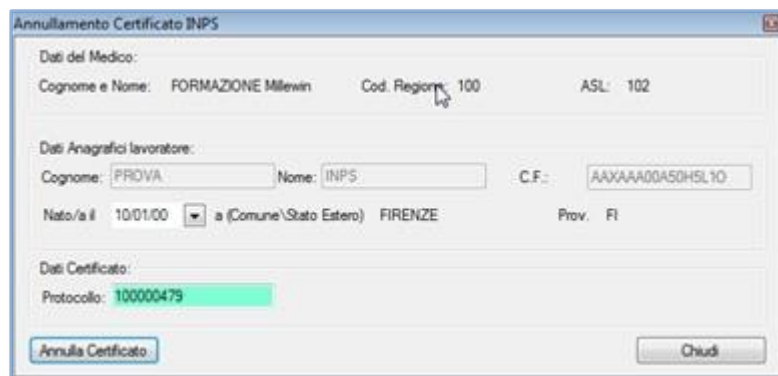 Annullamento Certificato INPS
Dati del Medico:
Cognome e Nome: FORMAZIONE Millewin Cod. Regione: 100 ASL: 102
Dati Anagrafici lavoratore:
Cognome: PROVA Nome: INPS C.F.: AAXAAA00A50H5L1O
Nato/a il 10/01/00 a (Comune\Stato Estero) FIRENZE Prov. FI
Dati Certificato:
Protocollo: 100000479
Annulla Certificato Chiudi